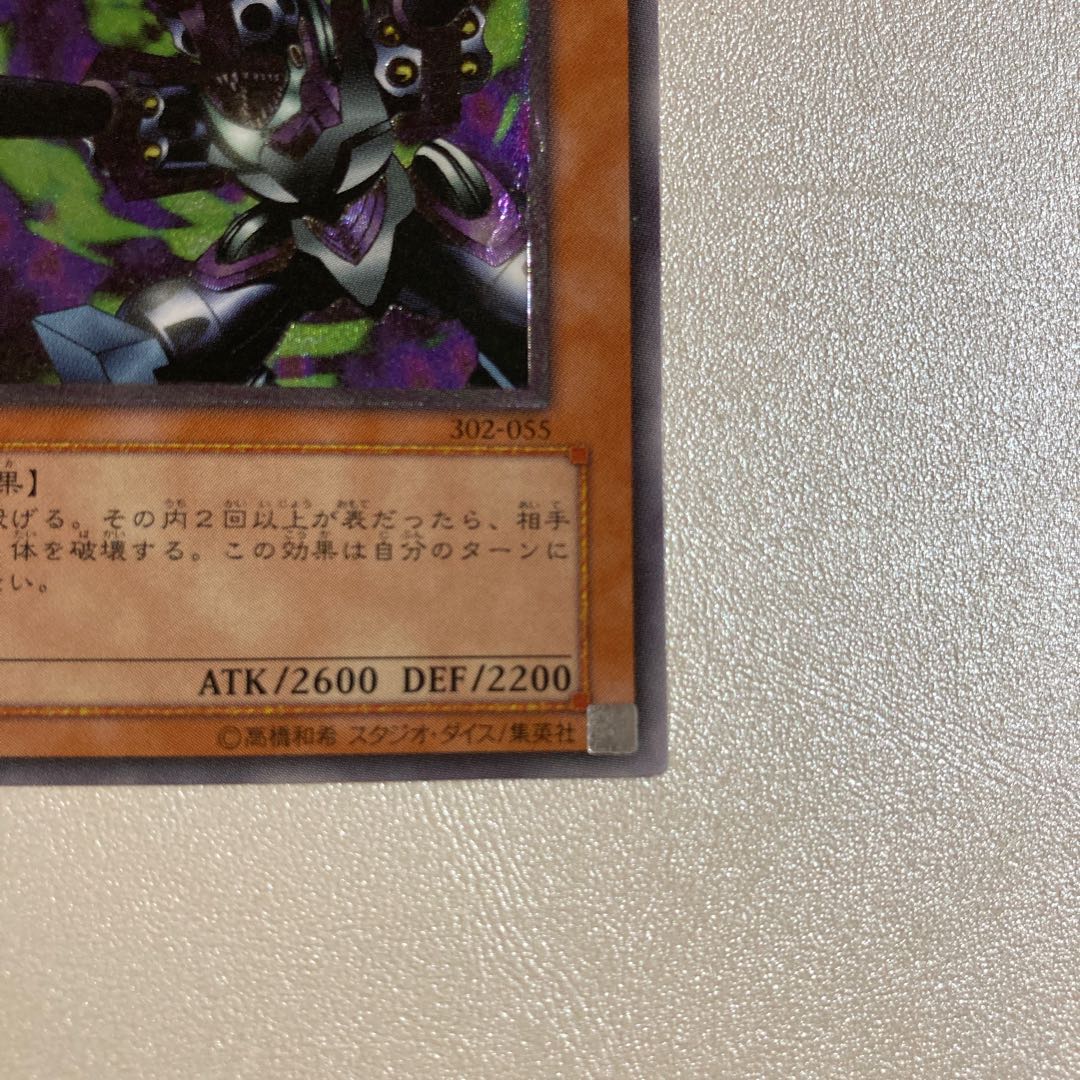 302-055
果】
げる。その内2回以上が表だったら、相手
体を破壊する。この効果は自分のターンに
い。
ATK/2600 DEF/2200
©高橋和希 スタジオ・ダイス/集英社